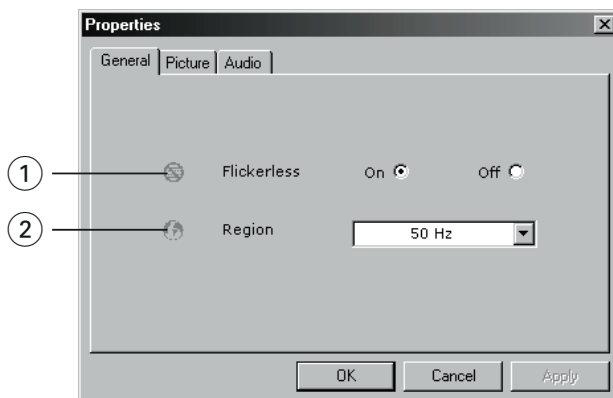 Properties
General Picture Audio
1 Flickerless On Off
2 Region 50 Hz
OK Cancel Apply